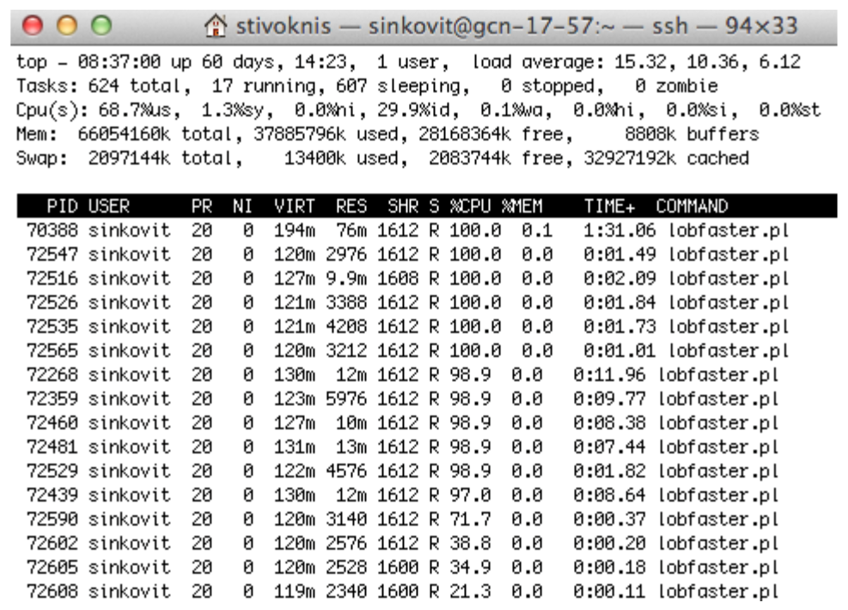 stivoknis — sinkovit@gcn-17-57:~ — ssh — 94×33
top - 08:37:00 up 60 days, 14:23,  1 user,  load average: 15.32, 10.36, 6.12
Tasks: 624 total,  17 running, 607 sleeping,   0 stopped,   0 zombie
Cpu(s): 68.7%us,  1.3%sy,  0.0%ni, 29.9%id,  0.1%wa,  0.0%hi,  0.0%si,  0.0%st
Mem:  66054160k total, 37885796k used, 28168364k free,     8808k buffers
Swap:  2097144k total,    13400k used,  2083744k free, 32927192k cached
PID USER      PR  NI  VIRT  RES  SHR S %CPU %MEM    TIME+  COMMAND
70388 sinkovit  20   0  194m  76m 1612 R 100.0  0.1   1:31.06 lobfaster.pl
72547 sinkovit  20   0  120m 2976 1612 R 100.0  0.0   0:01.49 lobfaster.pl
72516 sinkovit  20   0  127m 9.9m 1608 R 100.0  0.0   0:02.09 lobfaster.pl
72526 sinkovit  20   0  121m 3388 1612 R 100.0  0.0   0:01.84 lobfaster.pl
72535 sinkovit  20   0  121m 4208 1612 R 100.0  0.0   0:01.73 lobfaster.pl
72565 sinkovit  20   0  120m 3212 1612 R 100.0  0.0   0:01.01 lobfaster.pl
72268 sinkovit  20   0  130m  12m 1612 R 98.9  0.0   0:11.96 lobfaster.pl
72359 sinkovit  20   0  123m 5976 1612 R 98.9  0.0   0:09.77 lobfaster.pl
72460 sinkovit  20   0  127m  10m 1612 R 98.9  0.0   0:08.38 lobfaster.pl
72481 sinkovit  20   0  131m  13m 1612 R 98.9  0.0   0:07.44 lobfaster.pl
72529 sinkovit  20   0  122m 4576 1612 R 98.9  0.0   0:01.82 lobfaster.pl
72439 sinkovit  20   0  130m  12m 1612 R 97.0  0.0   0:08.64 lobfaster.pl
72590 sinkovit  20   0  120m 3140 1612 R 71.7  0.0   0:00.37 lobfaster.pl
72602 sinkovit  20   0  120m 2576 1612 R 38.8  0.0   0:00.20 lobfaster.pl
72605 sinkovit  20   0  120m 2528 1600 R 34.9  0.0   0:00.18 lobfaster.pl
72608 sinkovit  20   0  119m 2340 1600 R 21.3  0.0   0:00.11 lobfaster.pl